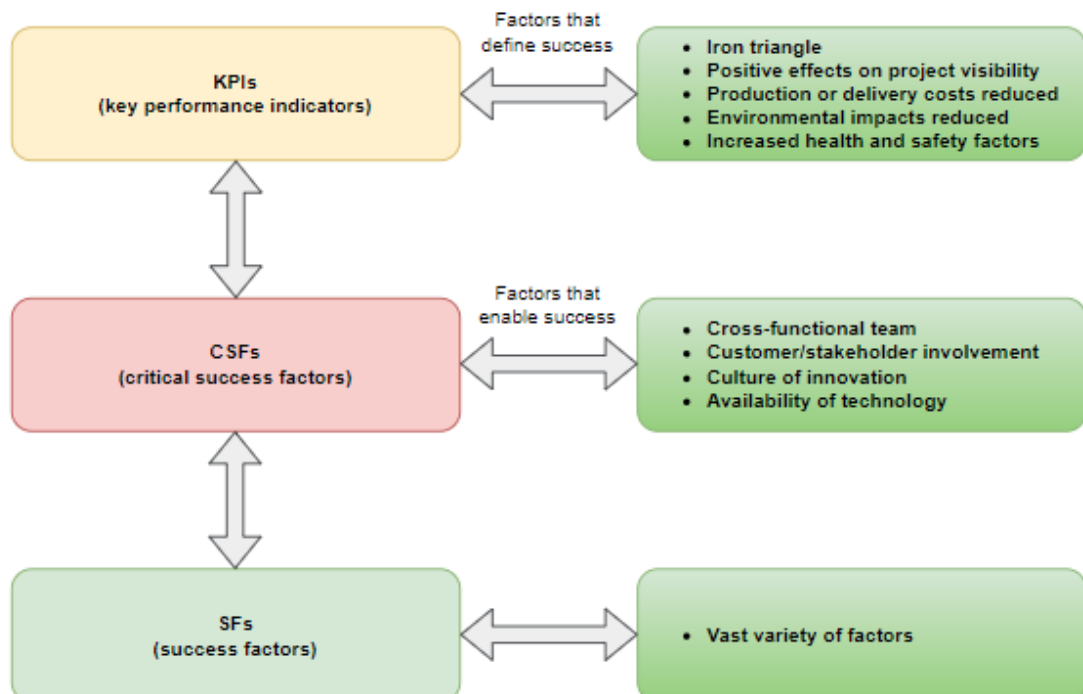 Factors that
define success
KPIs
(key performance indicators)
• Iron triangle
• Positive effects on project visibility
• Production or delivery costs reduced
• Environmental impacts reduced
• Increased health and safety factors
Factors that
enable success
CSFs
(critical success factors)
• Cross-functional team
• Customer/stakeholder involvement
• Culture of innovation
• Availability of technology
SFs
(success factors)
• Vast variety of factors